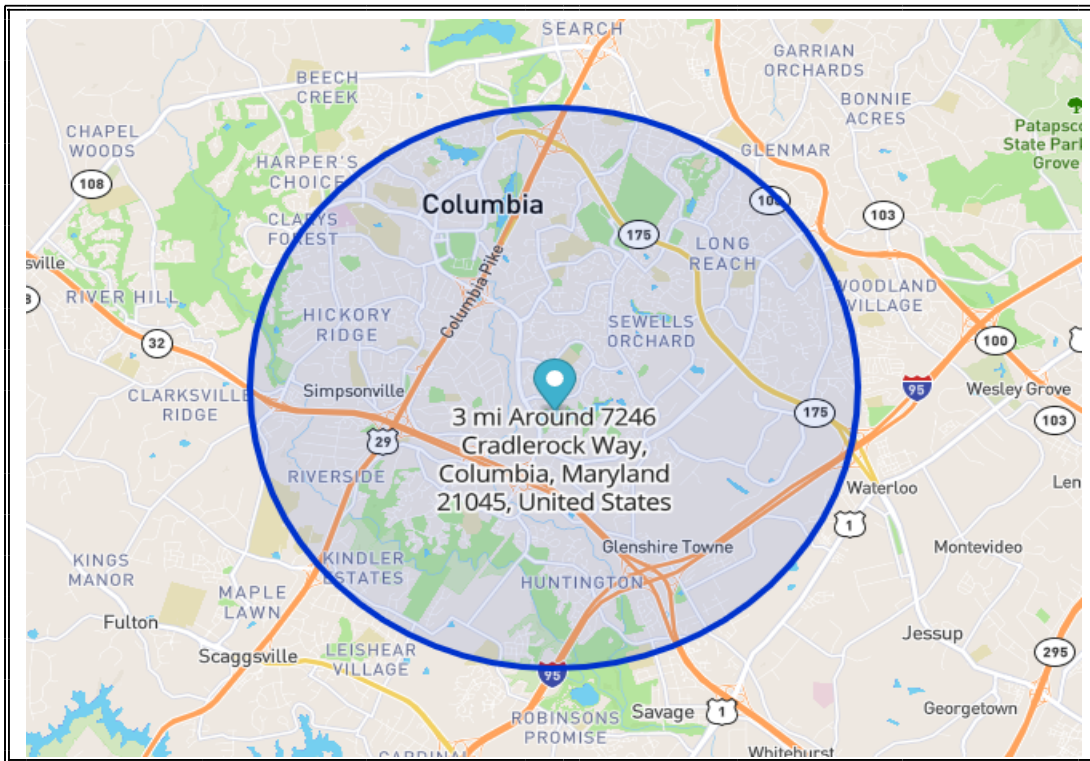 SEARCH
GARRIAN
ORCHARDS
BEECH
CREEK
BONNIE
ACRES
CHAPEL
WOODS
Patapsco
State Park
Grove
GLENMAR
HARPER'S
CHOICE
108
Columbia
CLARYS
FOREST
103
175
LONG
REACH
Columbia Pike
RIVER HILL
WOODLAND
VILLAGE
HICKORY
RIDGE
SEWELLS
ORCHARD
32
100
95
Wesley Grove
CLARKSVILLE
RIDGE
Simpsonville
175
103
3 mi Around 7246
Cradlerock Way,
Columbia, Maryland
21045, United States
29
RIVERSIDE
Waterloo
1
Glenshire Towne
Montevideo
KINGS
MANOR
KINDLER
ESTATES
HUNTINGTON
MAPLE
LAWN
Fulton
Jessup
Scaggsville
LEISHEAR
VILLAGE
295
95
Savage
1
Georgetown
ROBINSONS
PROMISE
Whitehurst